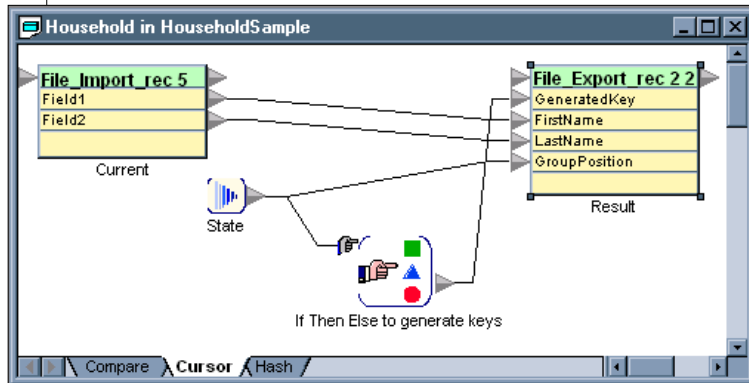 Household in HouseholdSample
File_Import_rec 5
Field1
Field2
Current
File_Export_rec 2 2
GeneratedKey
FirstName
LastName
GroupPosition
Result
State
If Then Else to generate keys
Compare Cursor Hash